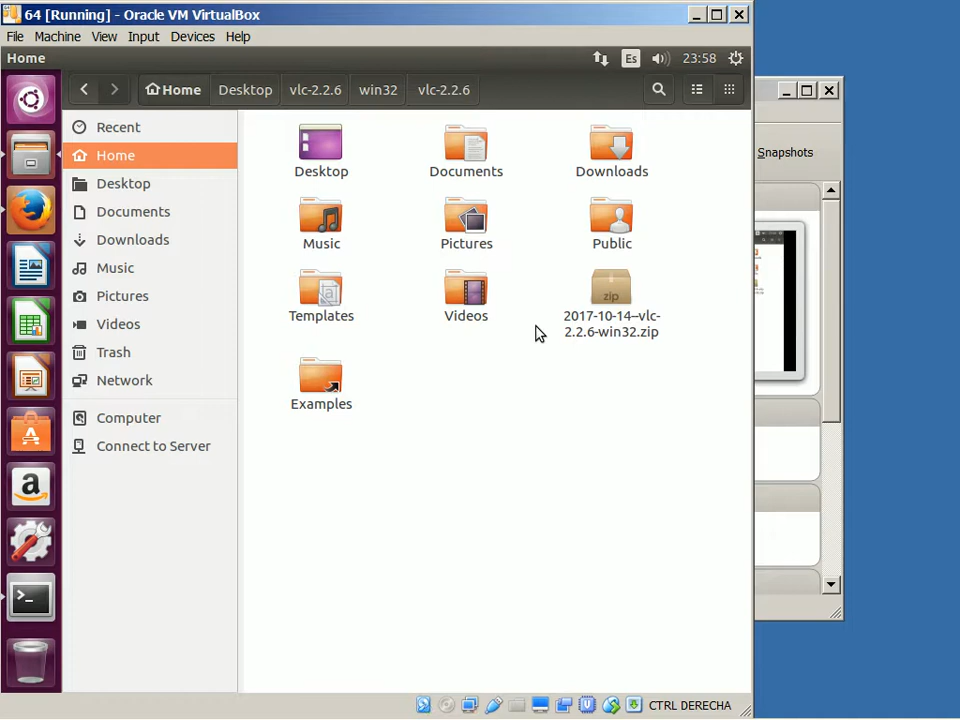 64 [Running] - Oracle VM VirtualBox
File Machine View Input Devices Help
Home
Es
23:58
Home Desktop vlc-2.2.6 win32 vlc-2.2.6
Snapshots
Recent
Home
Desktop
Documents
Downloads
Music
Pictures
Videos
Trash
Network
Computer
Connect to Server
Desktop Documents Downloads
Music Pictures Public
zip
Templates Videos 2017-10-14--vlc-
2.2.6-win32.zip
Examples
CTRL DERECHA